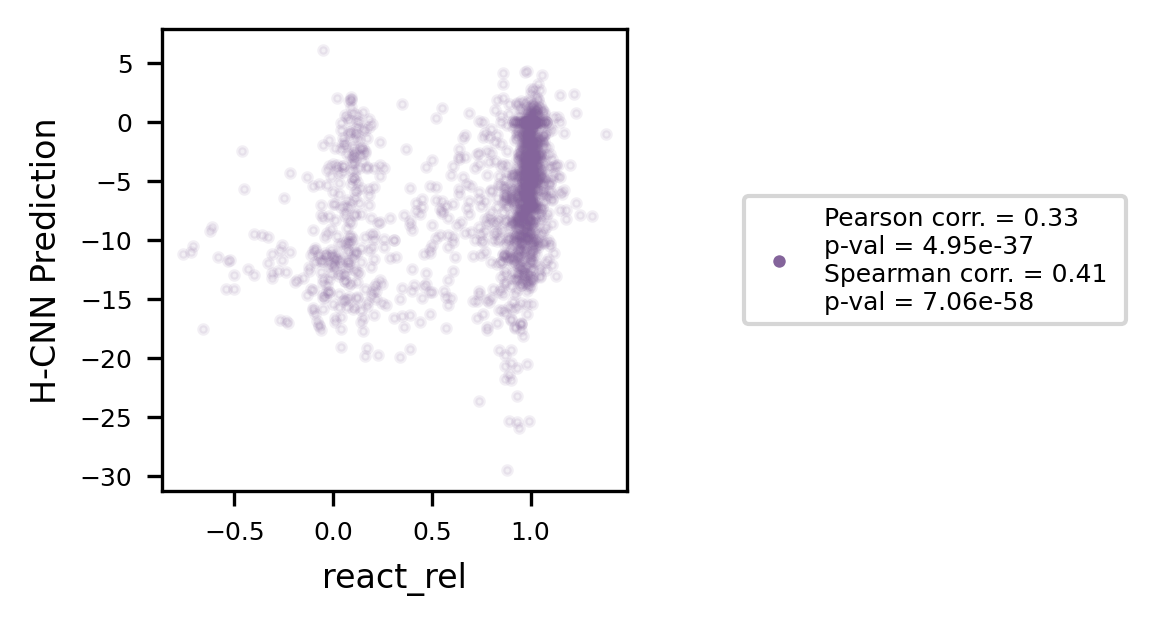 H-CNN Prediction
5
0
−5
−10
−15
−20
−25
−30
−0.5
0.0
0.5
1.0
react_rel
Pearson corr. = 0.33
p-val = 4.95e-37
Spearman corr. = 0.41
p-val = 7.06e-58